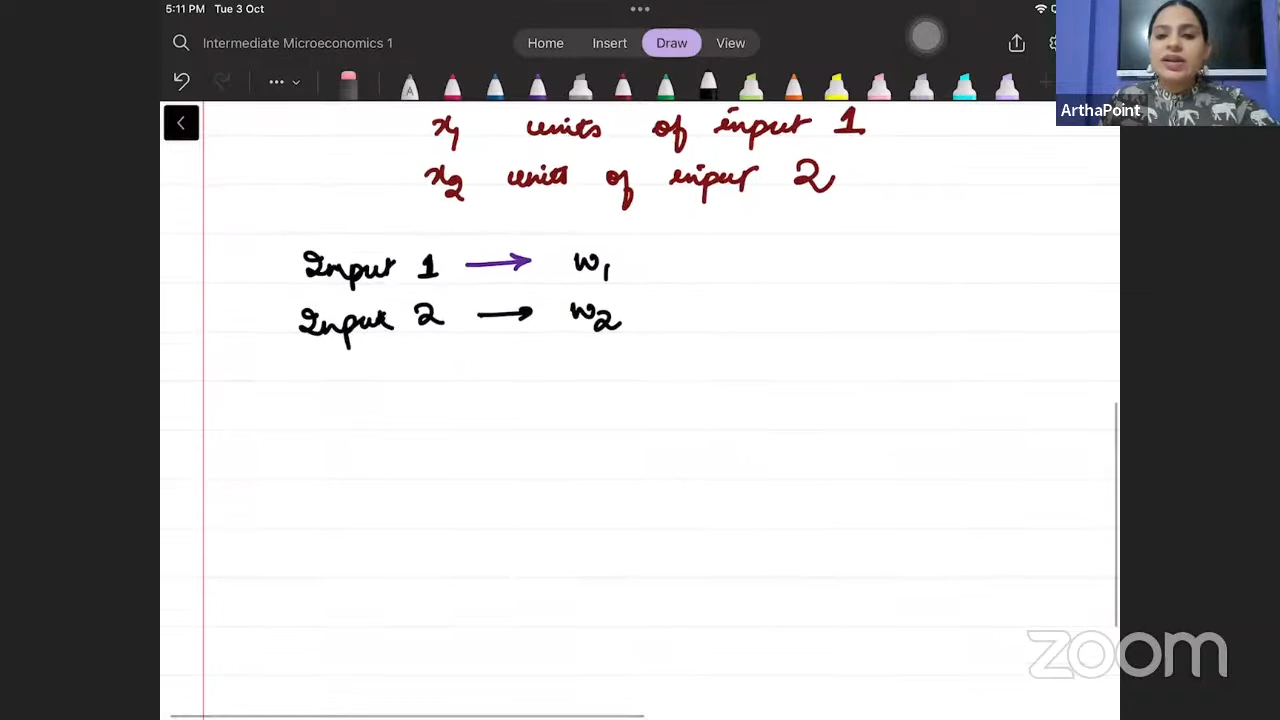 5:11 PM Tue 3 Oct
Intermediate Microeconomics 1
Home Insert Draw View
A
ArthaPoint
x1 units of input 1
x2 units of input 2
Input 1 → w1
Input 2 → w2
zoom